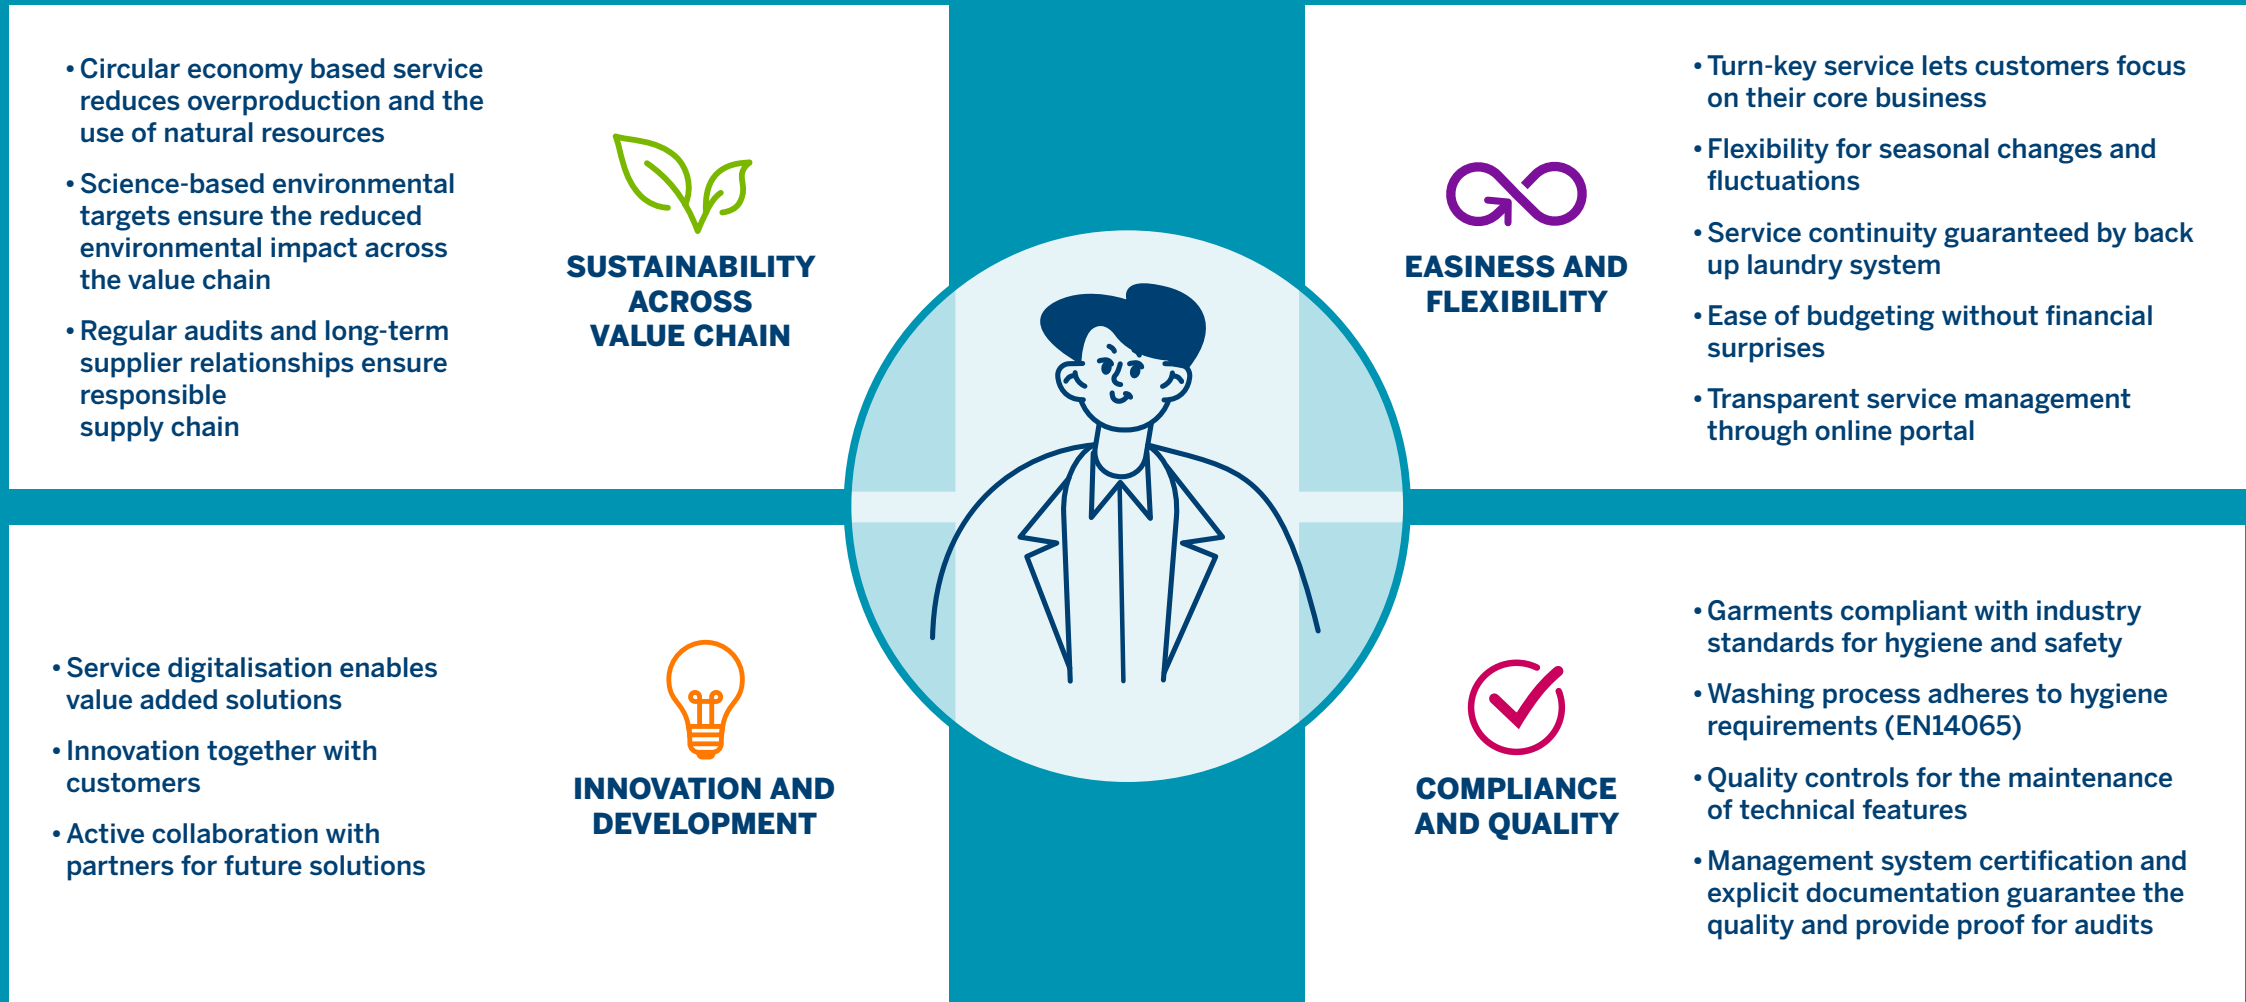 • Circular economy based service
reduces overproduction and the
use of natural resources
• Science-based environmental
targets ensure the reduced
environmental impact across
the value chain
• Regular audits and long-term
supplier relationships ensure
responsible
supply chain
SUSTAINABILITY
ACROSS
VALUE CHAIN
EASINESS AND
FLEXIBILITY
• Turn-key service lets customers focus
on their core business
• Flexibility for seasonal changes and
fluctuations
• Service continuity guaranteed by back
up laundry system
• Ease of budgeting without financial
surprises
• Transparent service management
through online portal
• Service digitalisation enables
value added solutions
• Innovation together with
customers
• Active collaboration with
partners for future solutions
INNOVATION AND
DEVELOPMENT
COMPLIANCE
AND QUALITY
• Garments compliant with industry
standards for hygiene and safety
• Washing process adheres to hygiene
requirements (EN14065)
• Quality controls for the maintenance
of technical features
• Management system certification and
explicit documentation guarantee the
quality and provide proof for audits